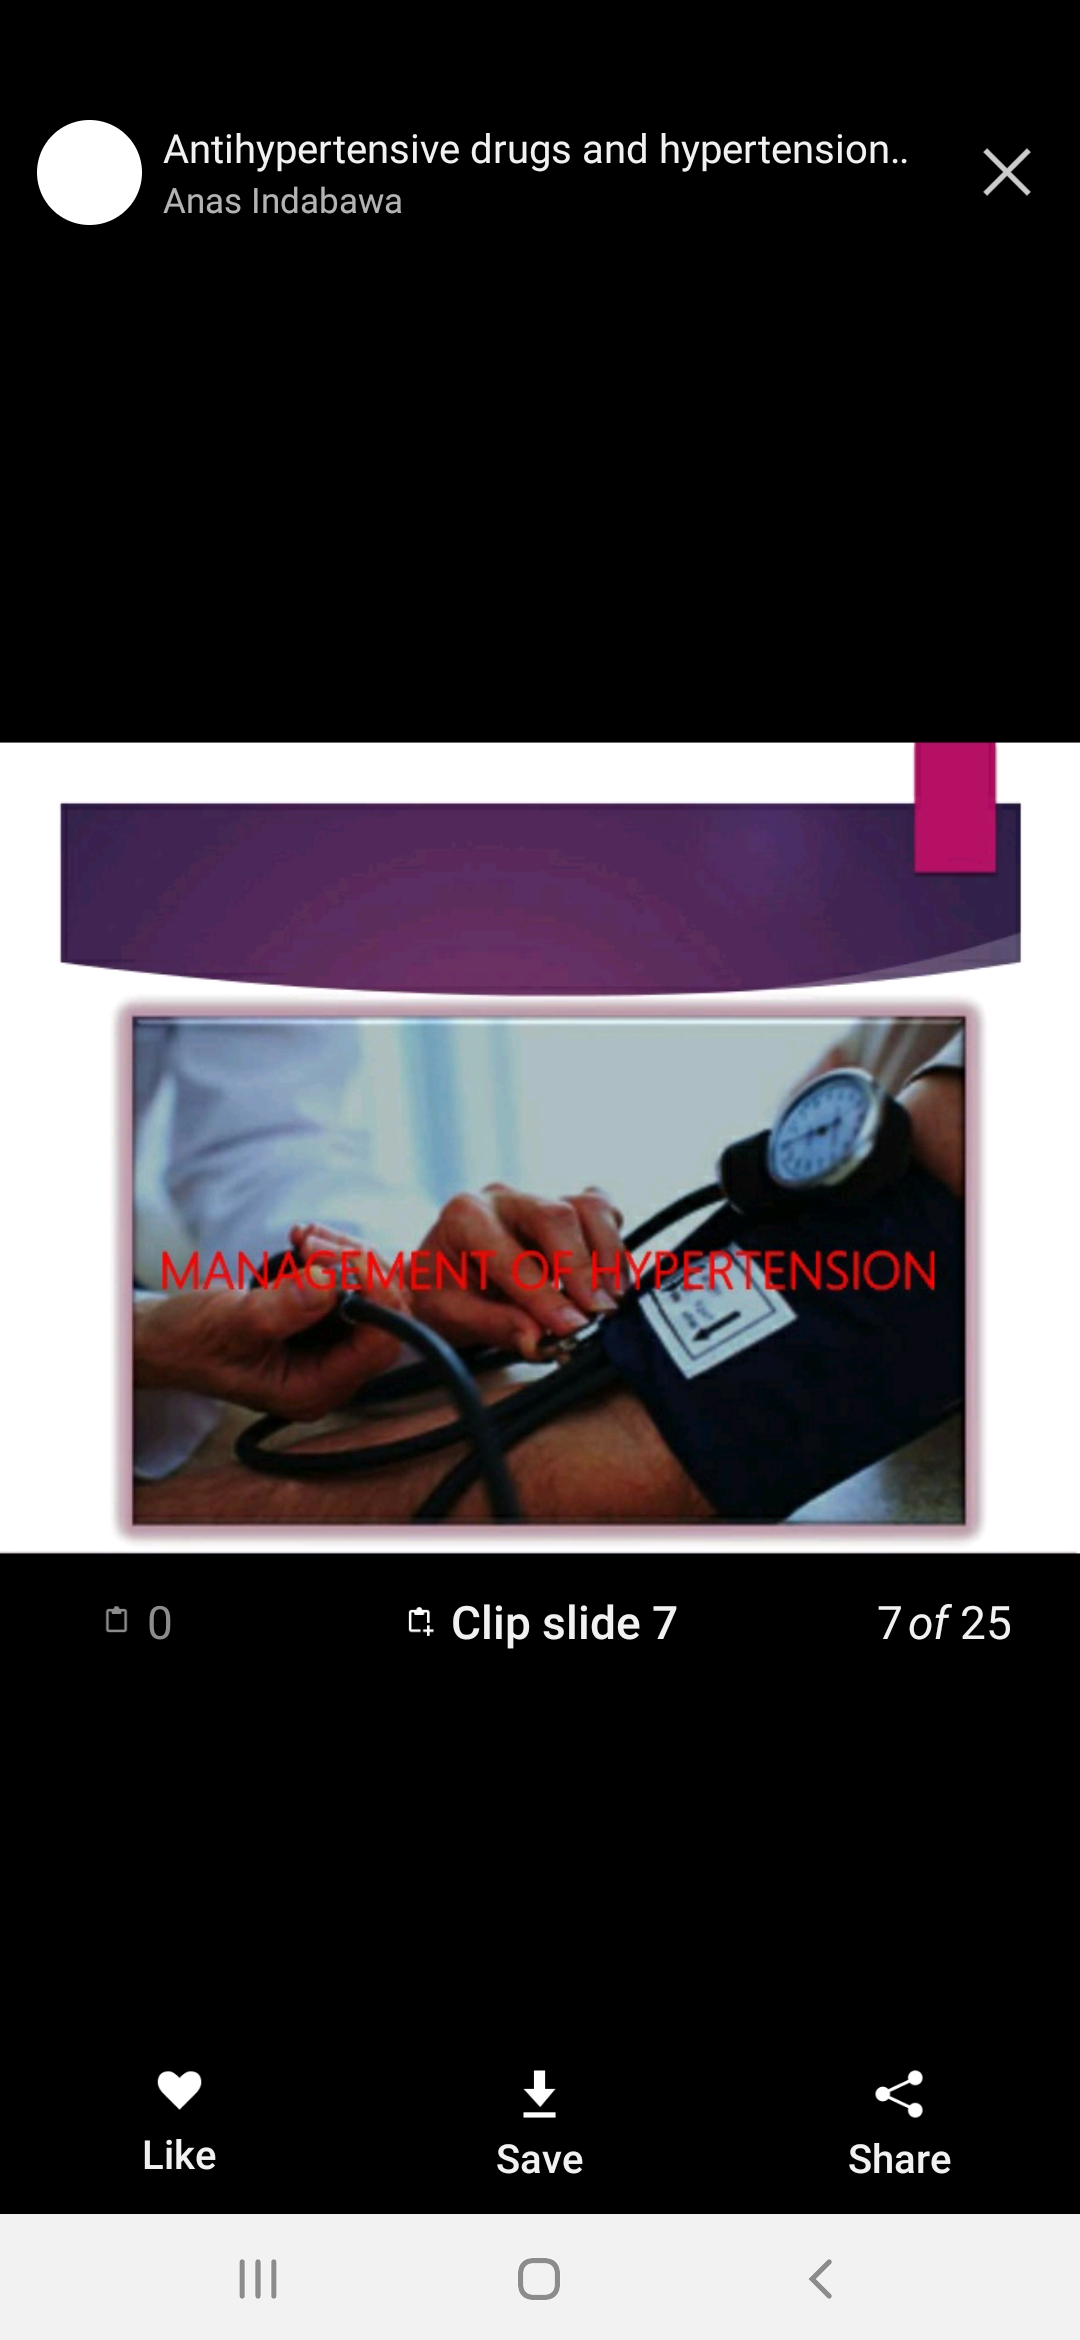 Antihypertensive drugs and hypertension..
Anas Indabawa
MANAGEMENT OF HYPERTENSION
0
Clip slide 7
7 of 25
Like
Save
Share